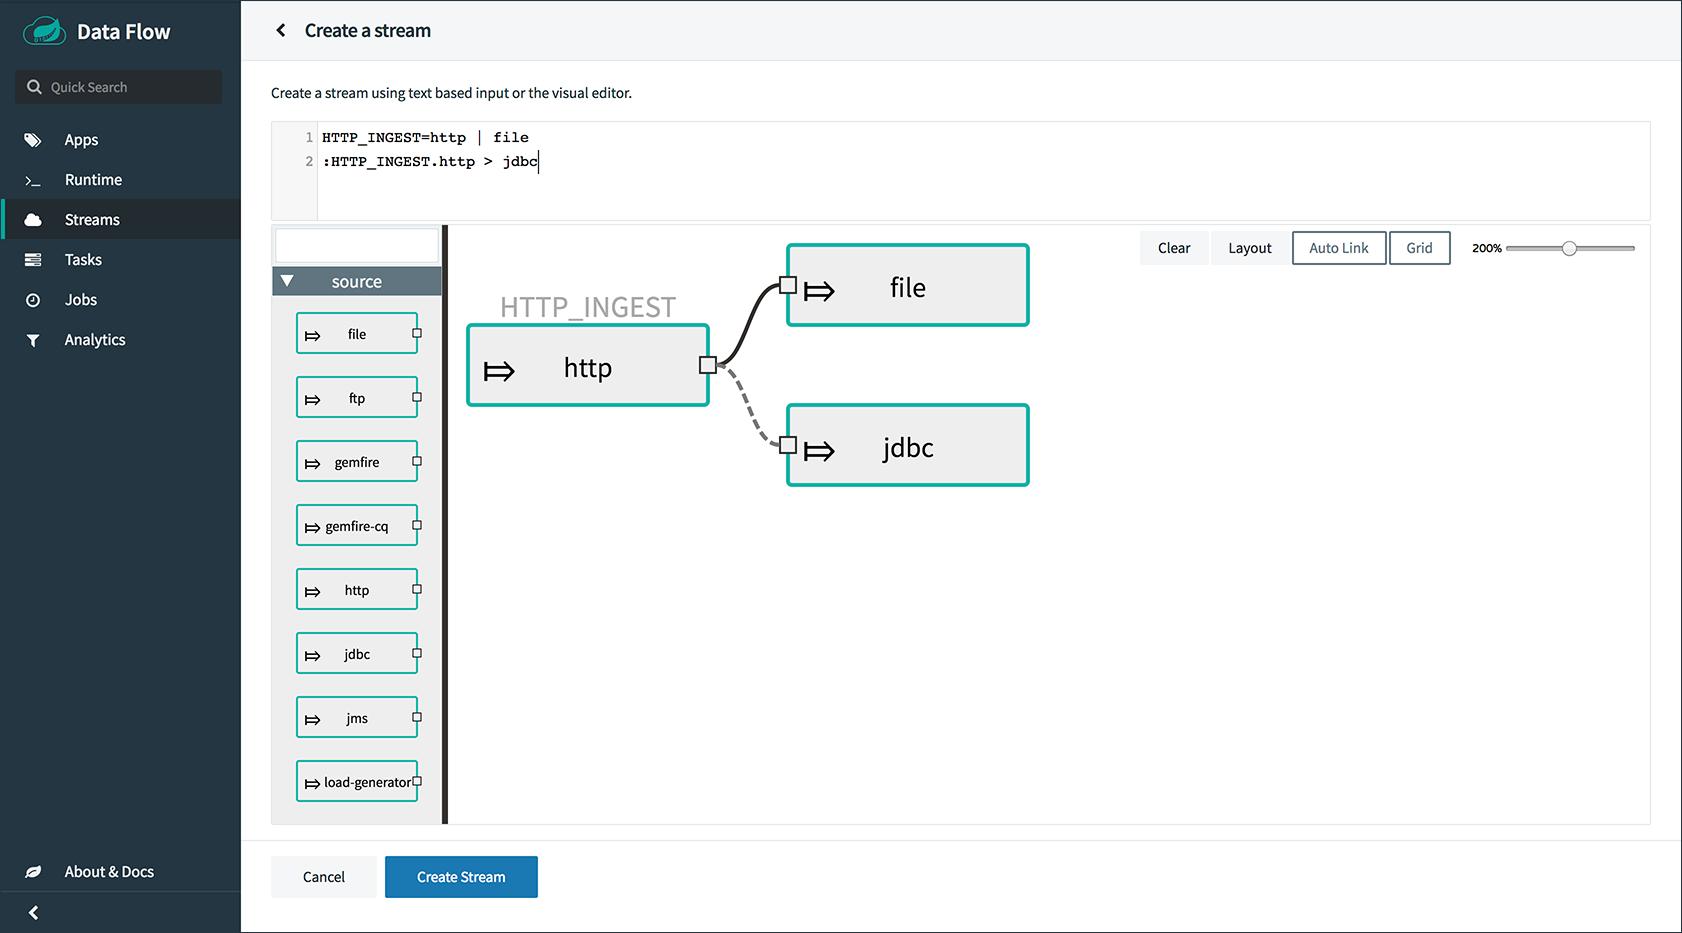 Data Flow
Quick Search
Apps
Runtime
Streams
Tasks
Jobs
Analytics
About & Docs
Create a stream
Create a stream using text based input or the visual editor.
1 HTTP_INGEST=http | file
2 :HTTP_INGEST.http > jdbc
source
file
ftp
gemfire
gemfire-cq
http
jdbc
jms
load-generator
Clear
Layout
Auto Link
Grid
200%
HTTP_INGEST
http
file
jdbc
Cancel
Create Stream